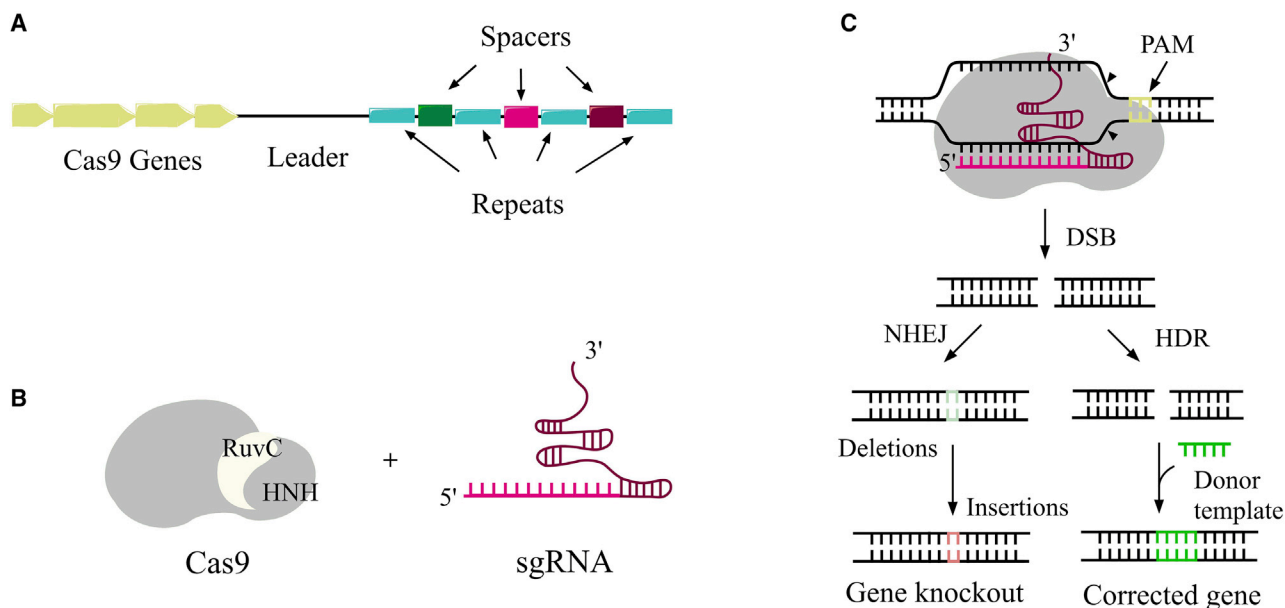 A
Spacers
Cas9 Genes
Leader
Repeats
B
RuvC
HNH
Cas9
+
3'
5'
sgRNA
C
3'
PAM
5'
DSB
NHEJ
HDR
Deletions
Insertions
Donor
template
Gene knockout
Corrected gene